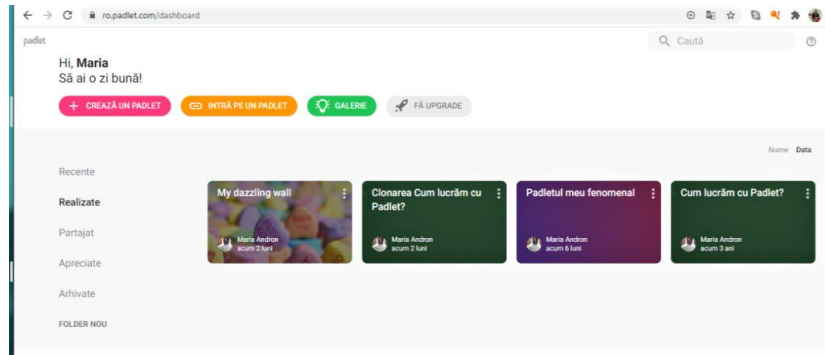 ro.padlet.com/dashboard
padlet
Caută
Hi, Maria
Să ai o zi bună!
CREAZĂ UN PADLET
INTRĂ PE UN PADLET
GALERIE
FĂ UPGRADE
Nume Data
Recente
Realizate
Partajat
Apreciate
Arhivate
FOLDER NOU
My dazzling wall
Maria Andron
acum 2 luni
Clonarea Cum lucrăm cu
Padlet?
Maria Andron
acum 2 luni
Padletul meu fenomenal
Maria Andron
acum 6 luni
Cum lucrăm cu Padlet?
Maria Andron
acum 3 ani